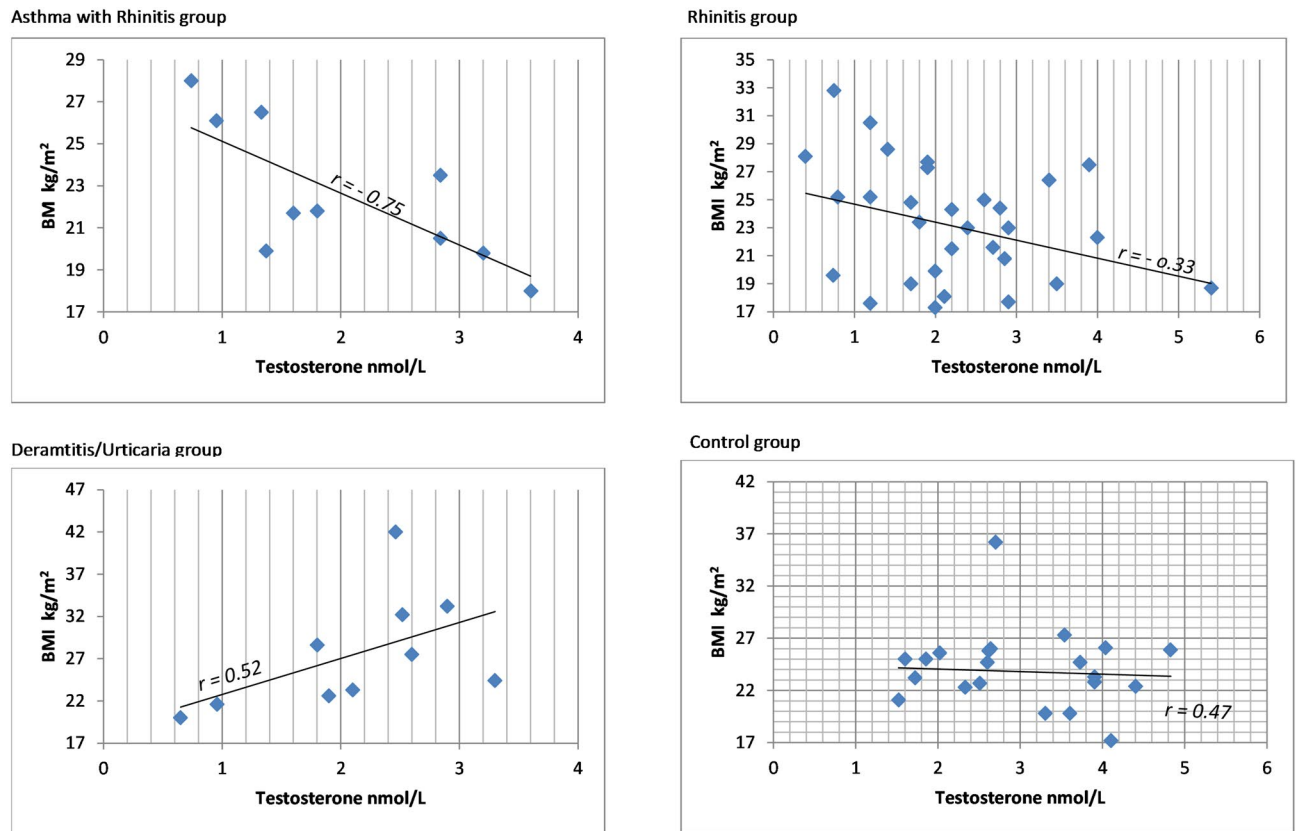 Asthma with Rhinitis group
29
27
25
23
21
19
17
BM kg/m²
r = - 0.75
0 1 2 3 4
Testosterone nmol/L
Rhinitis group
35
33
31
29
27
25
23
21
19
17
BMI kg/m²
r = - 0.33
0 1 2 3 4 5 6
Testosterone nmol/L
Deramtitis/Urticaria group
47
42
37
32
27
22
17
BMI kg/m²
r = 0.52
0 1 2 3 4
Testosterone nmol/L
Control group
42
37
32
27
22
17
BMI kg/m²
r = 0.47
0 1 2 3 4 5 6
Testosterone nmol/L